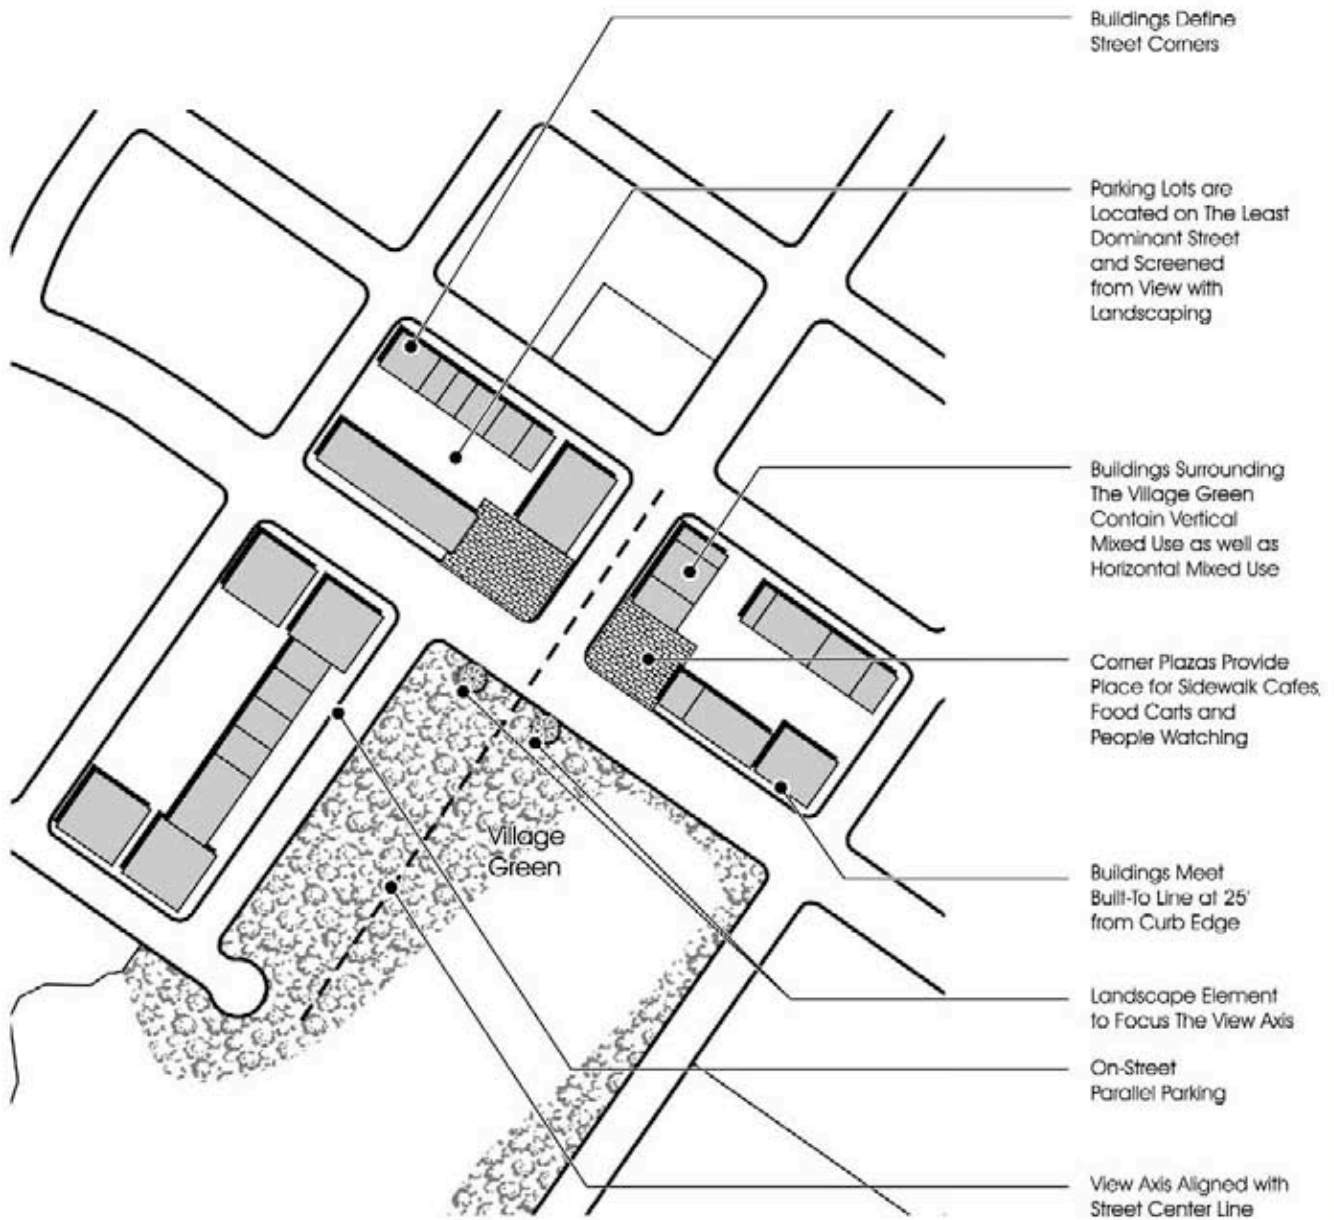 Buildings Define
Street Corners
Parking Lots are
Located on The Least
Dominant Street
and Screened
from View with
Landscaping
Buildings Surrounding
The Village Green
Contain Vertical
Mixed Use as well as
Horizontal Mixed Use
Corner Plazas Provide
Place for Sidewalk Cafes,
Food Carts and
People Watching
Village
Green
Buildings Meet
Built-To Line at 25'
from Curb Edge
Landscape Element
to Focus The View Axis
On-Street
Parallel Parking
View Axis Aligned with
Street Center Line